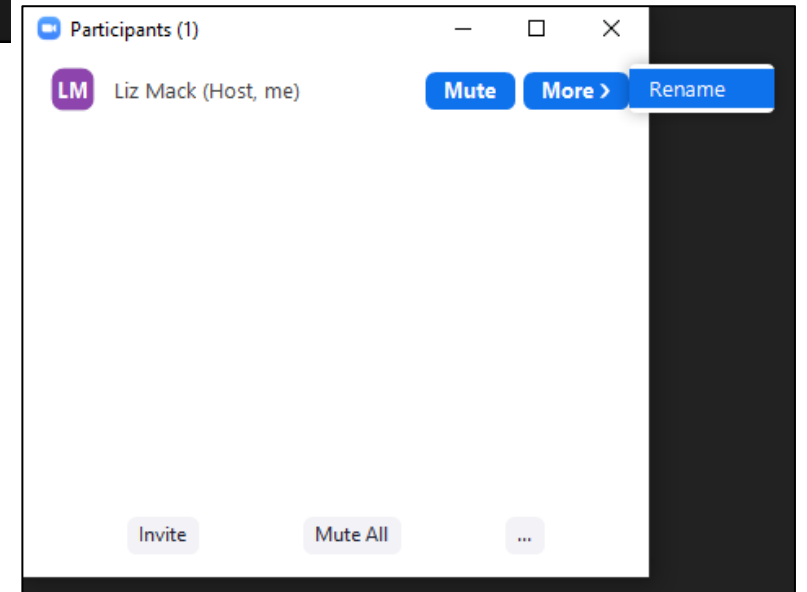 Participants (1)
LM Liz Mack (Host, me) Mute More > Rename
Invite Mute All ...